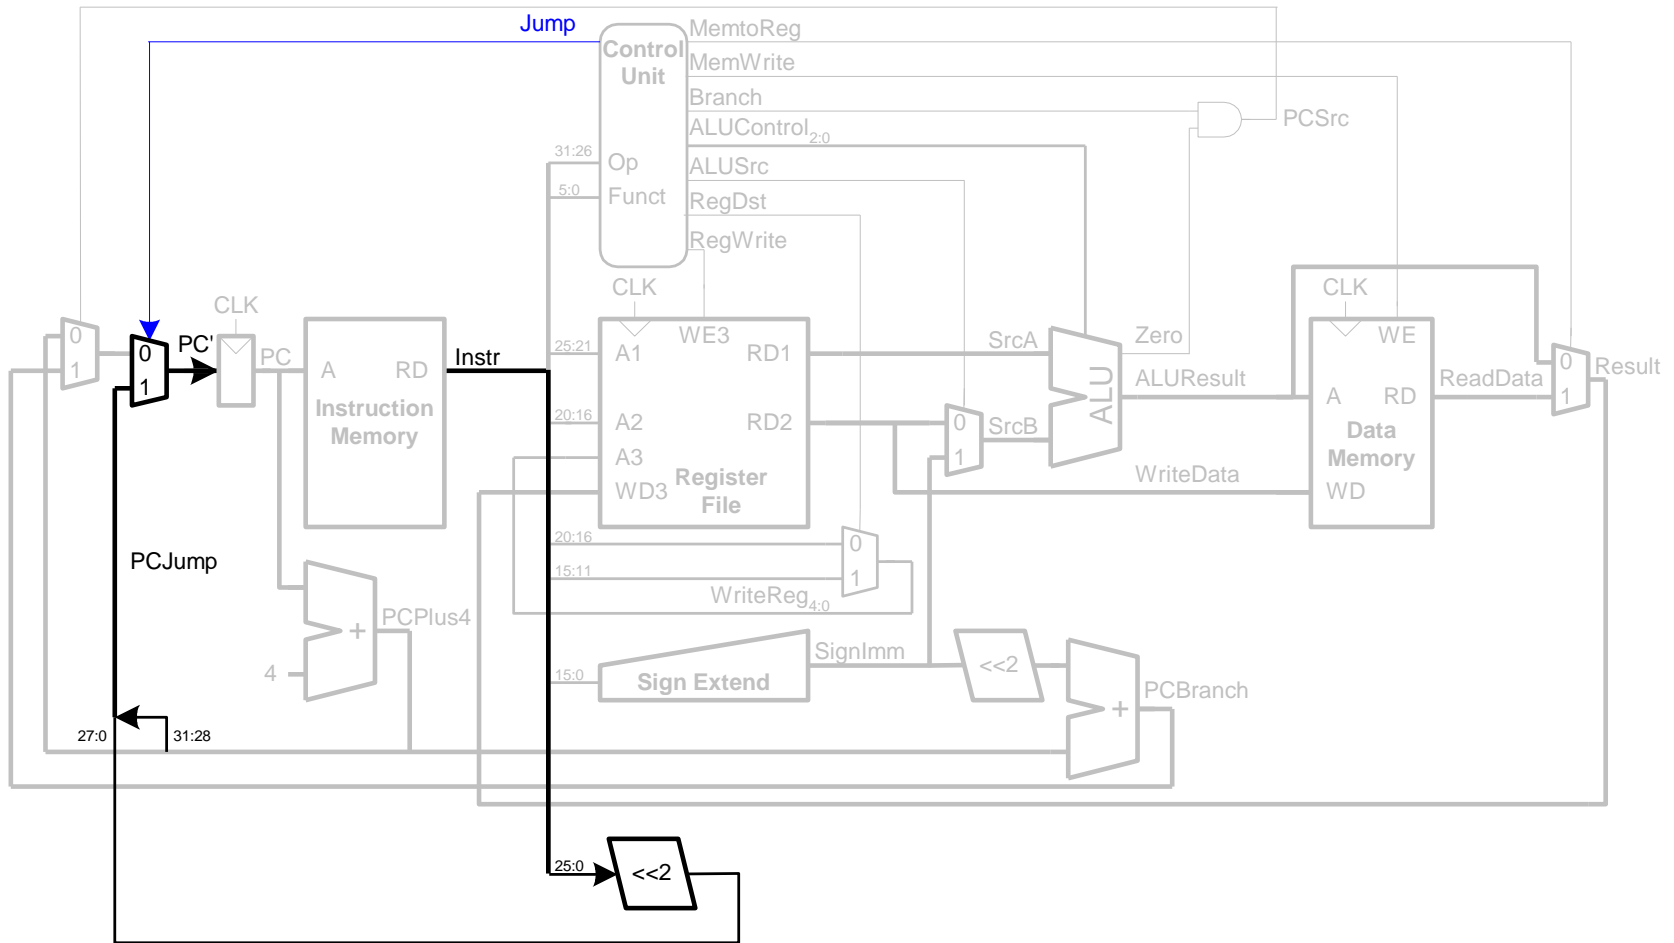 Jump
MemtoReg
Control
Unit
MemWrite
Branch
PCSrc
ALUControl2:0
31:26
Op
ALUSrc
5:0
Funct
RegDst
RegWrite
CLK
CLK
CLK
0
1
0
1
PC'
PC
A
RD
Instruction
Memory
Instr
25:21
A1
WE3
RD1
20:16
A2
RD2
A3
WD3
Register
File
SrcA
0
1
SrcB
ALU
Zero
ALUResult
WriteData
WE
A
RD
Data
Memory
WD
ReadData
0
1
Result
20:16
0
15:11
1
WriteReg4:0
PCJump
PCPlus4
+
4
15:0
Sign Extend
SignImm
<<2
PCBranch
+
27:0
31:28
25:0
<<2